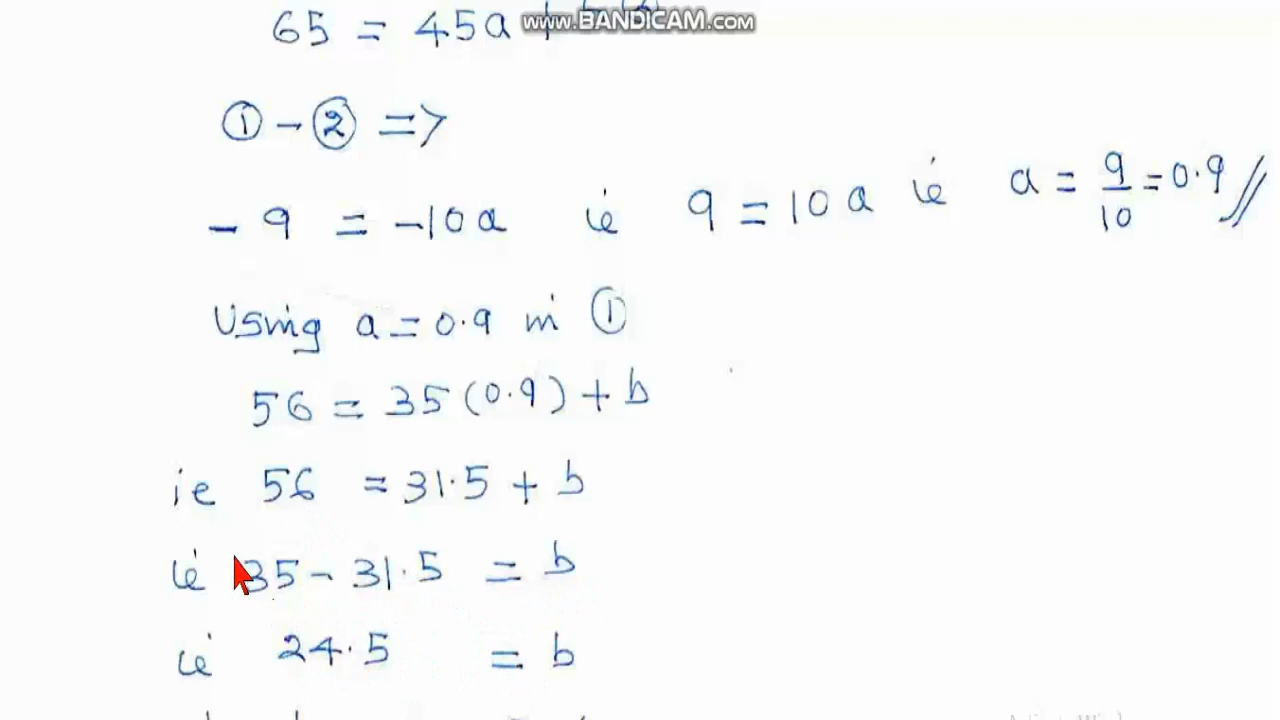 www.BANDICAM.com
65 = 45a +
① - ② =>
- 9 = -10a ie 9 = 10a ie a = 9/10 = 0.9 //
Using a = 0.9 in ①
56 = 35(0.9) + b
ie 56 = 31.5 + b
ie 35 - 31.5 = b
ie 24.5 = b